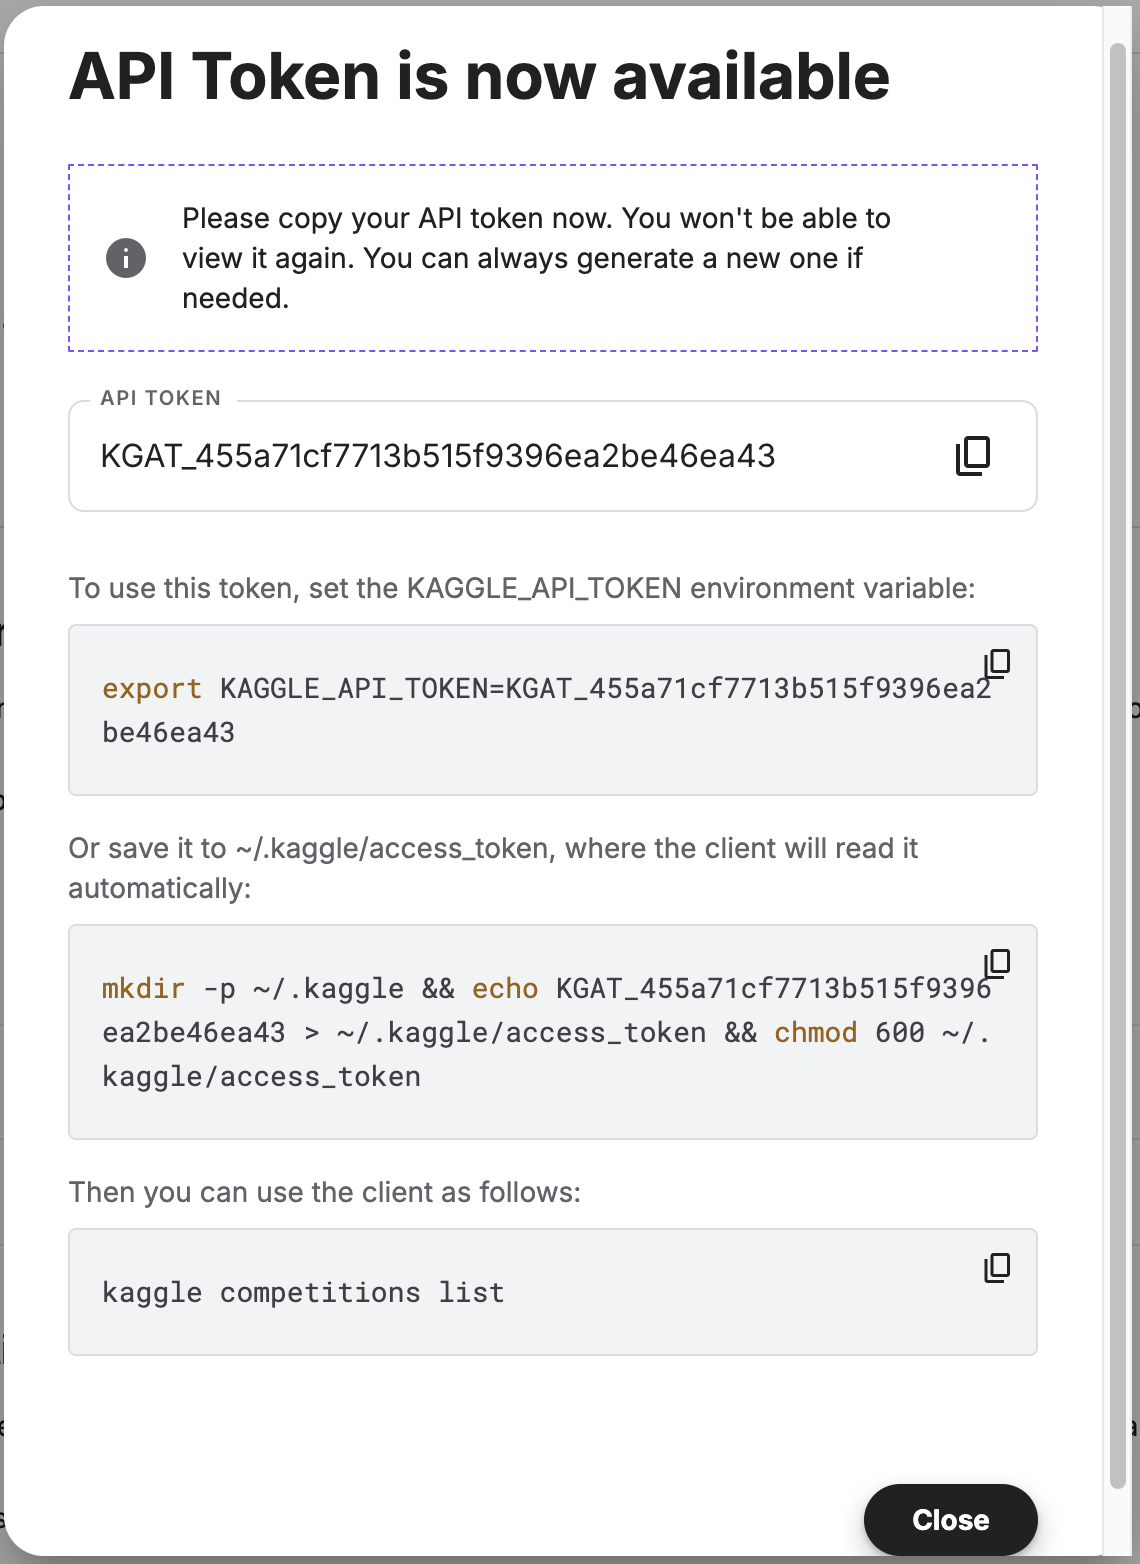 API Token is now available
Please copy your API token now. You won't be able to
view it again. You can always generate a new one if
needed.
API TOKEN
KGAT_455a71cf7713b515f9396ea2be46ea43
To use this token, set the KAGGLE_API_TOKEN environment variable:
export KAGGLE_API_TOKEN=KGAT_455a71cf7713b515f9396ea2
be46ea43
Or save it to ~/.kaggle/access_token, where the client will read it
automatically:
mkdir -p ~/.kaggle && echo KGAT_455a71cf7713b515f9396
ea2be46ea43 > ~/.kaggle/access_token && chmod 600 ~/.
kaggle/access_token
Then you can use the client as follows:
kaggle competitions list
Close